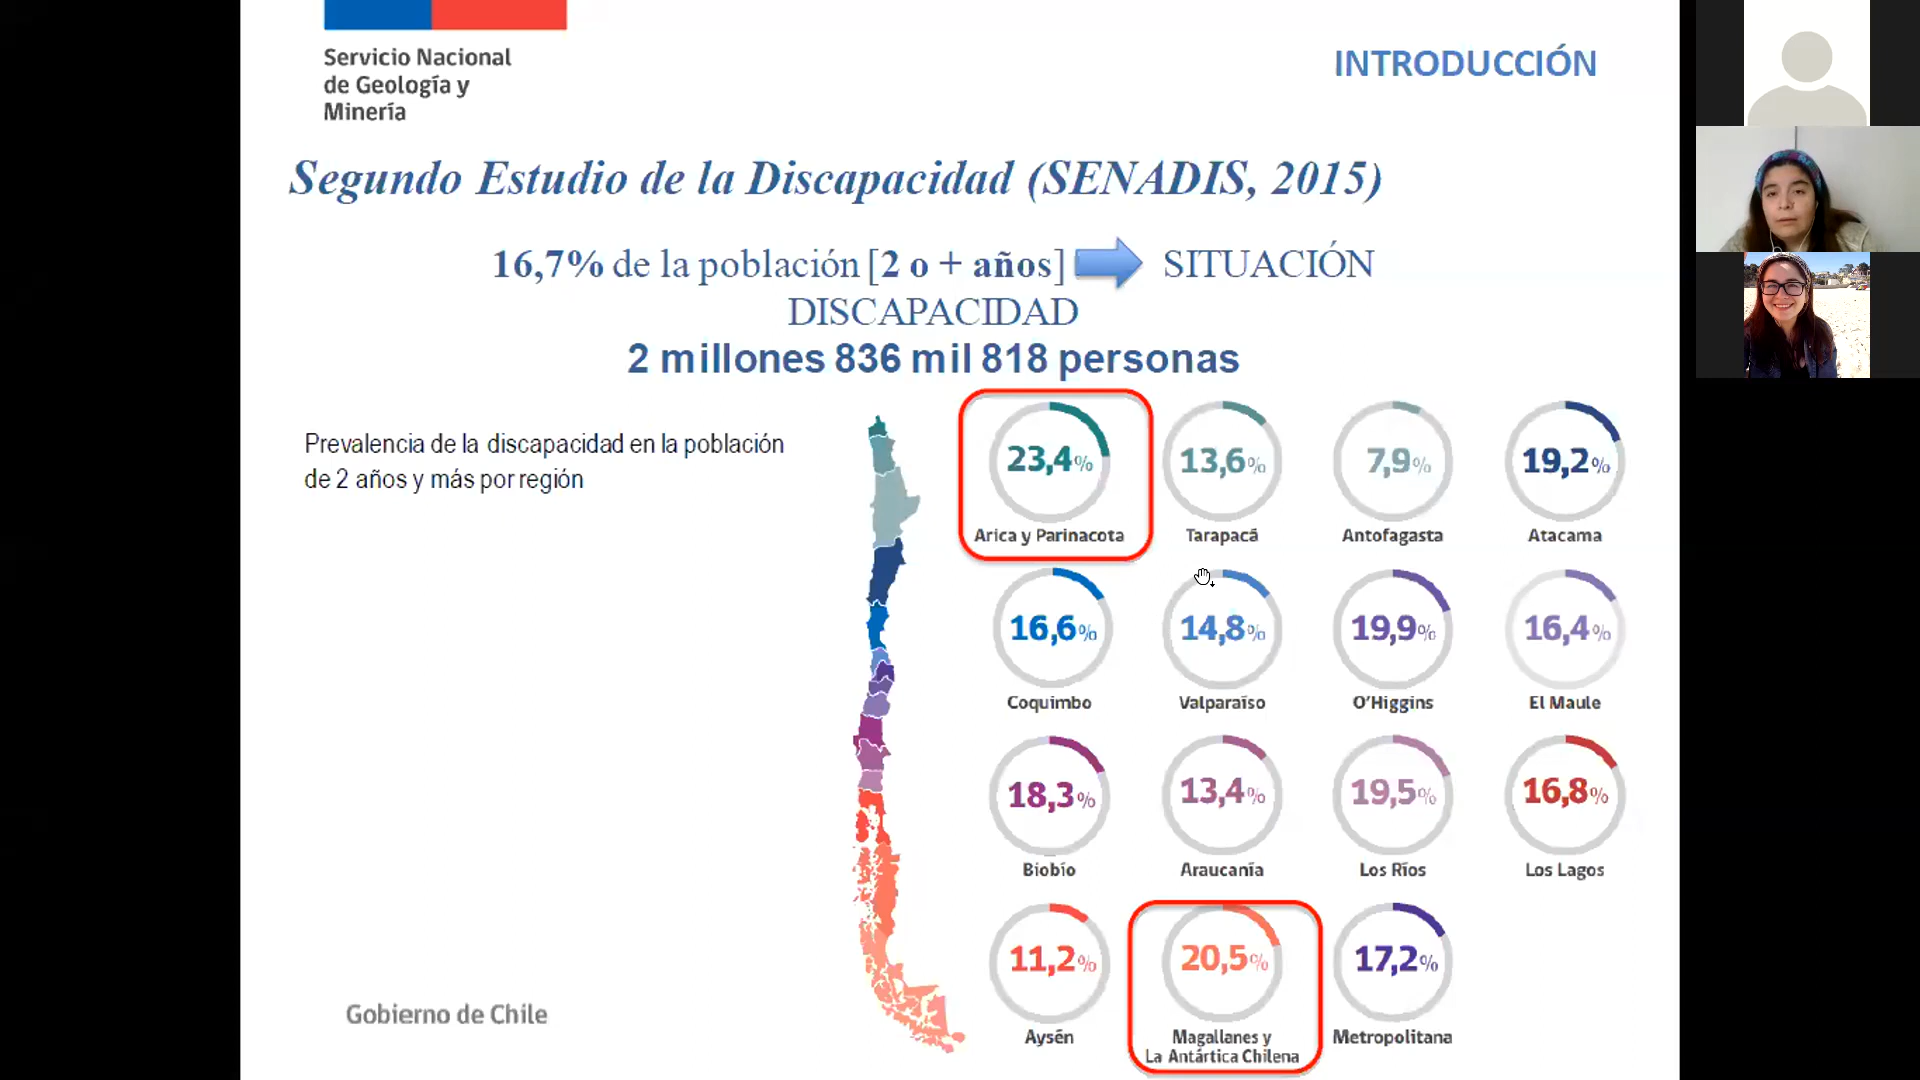 Servicio Nacional
de Geología y
Minería
INTRODUCCIÓN
Segundo Estudio de la Discapacidad (SENADIS, 2015)
16,7% de la población [2 o + años] SITUACIÓN
DISCAPACIDAD
2 millones 836 mil 818 personas
Prevalencia de la discapacidad en la población
de 2 años y más por región
23,4%
Arica y Parinacota
13,6%
Tarapacá
7,9%
Antofagasta
19,2%
Atacama
16,6%
Coquimbo
14,8%
Valparaíso
19,9%
O'Higgins
16,4%
El Maule
18,3%
Biobío
13,4%
Araucanía
19,5%
Los Ríos
16,8%
Los Lagos
11,2%
Aysén
20,5%
Magallanes y
La Antártica Chilena
17,2%
Metropolitana
Gobierno de Chile